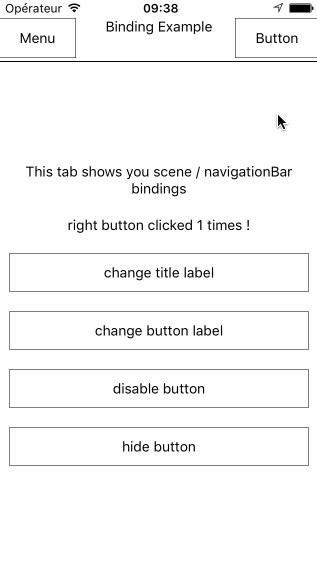 Opérateur 09:38
Menu Binding Example Button
This tab shows you scene / navigationBar
bindings
right button clicked 1 times !
change title label
change button label
disable button
hide button